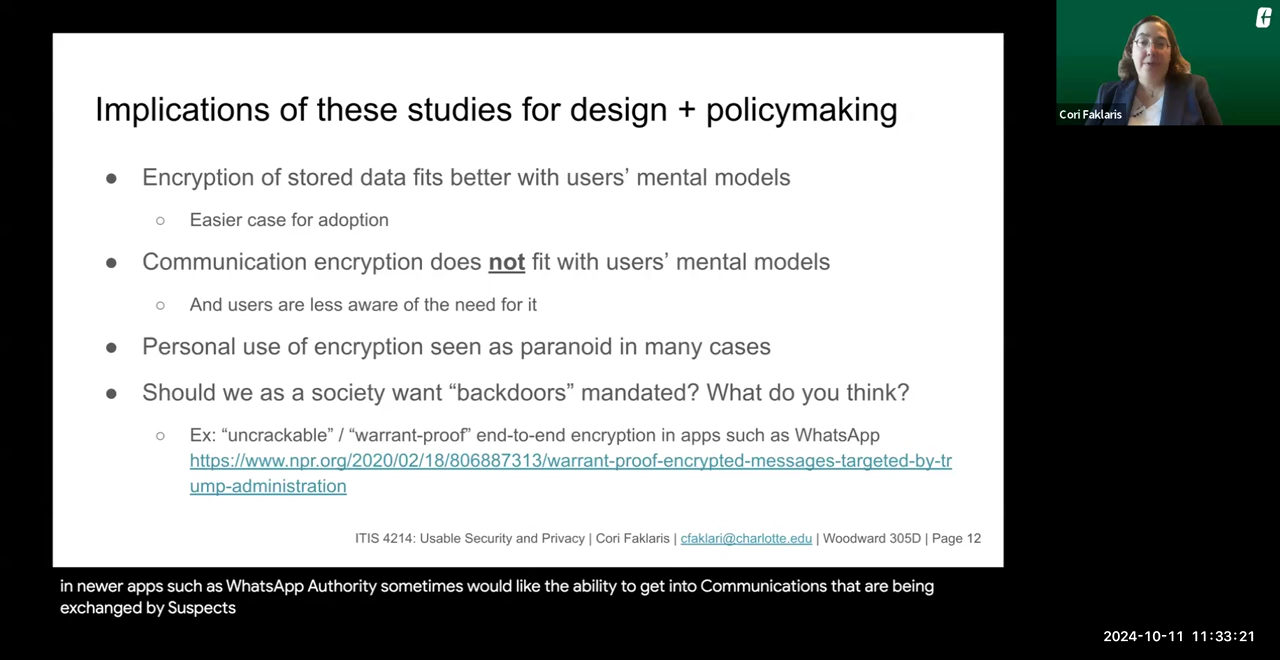 Implications of these studies for design + policymaking
● Encryption of stored data fits better with users’ mental models
○ Easier case for adoption
● Communication encryption does not fit with users’ mental models
○ And users are less aware of the need for it
● Personal use of encryption seen as paranoid in many cases
● Should we as a society want “backdoors” mandated? What do you think?
○ Ex: “uncrackable” / “warrant-proof” end-to-end encryption in apps such as WhatsApp
https://www.npr.org/2020/02/18/806887313/warrant-proof-encrypted-messages-targeted-by-tr
ump-administration
ITIS 4214: Usable Security and Privacy | Cori Faklaris | cfaklari@charlotte.edu | Woodward 305D | Page 12
Cori Faklaris
in newer apps such as WhatsApp Authority sometimes would like the ability to get into Communications that are being
exchanged by Suspects
2024-10-11 11:33:21